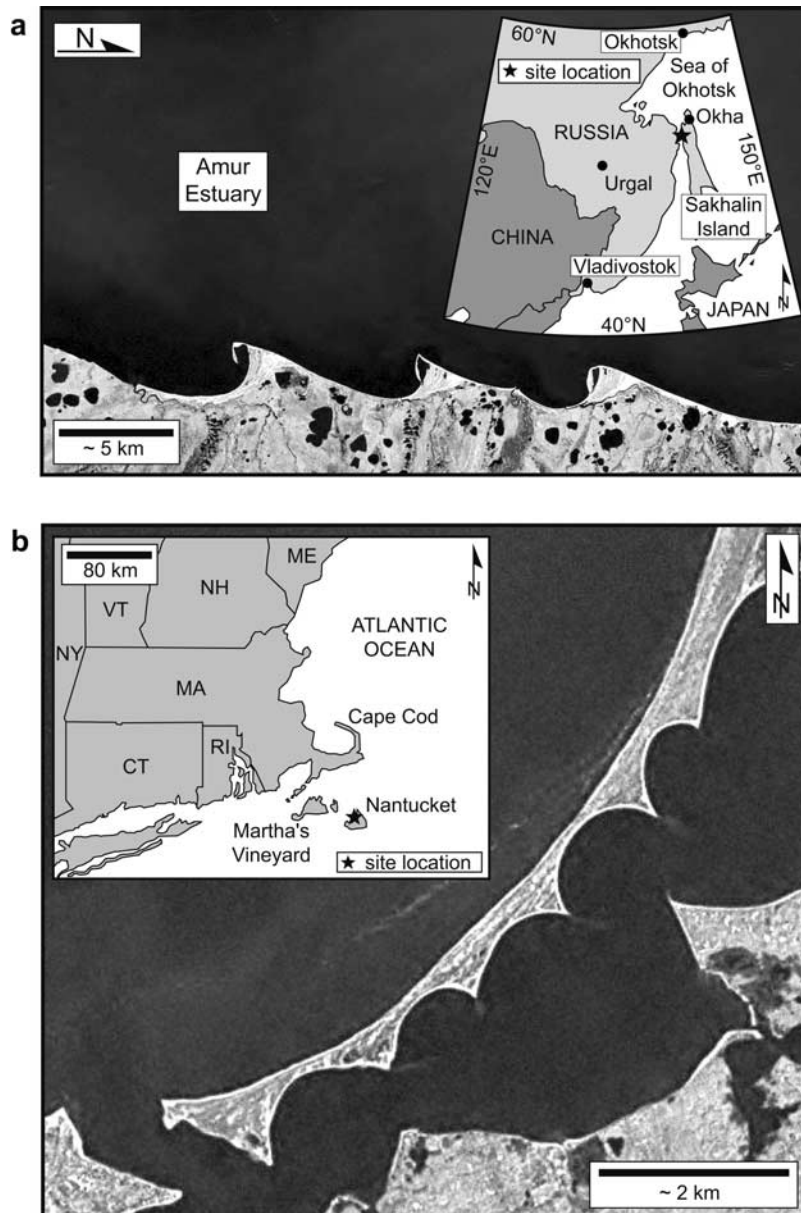 a
N
60°N
Okhotsk
★ site location
Sea of
Okhotsk
Okha
Amur
Estuary
RUSSIA
120°E
150°E
Urgal
Sakhalin
Island
CHINA
Vladivostok
JAPAN
N
40°N
~ 5 km
b
80 km
ME
N
N
NH
VT
ATLANTIC
OCEAN
NY
MA
Cape Cod
RI
CT
Nantucket
Martha's
Vineyard
★ site location
~ 2 km